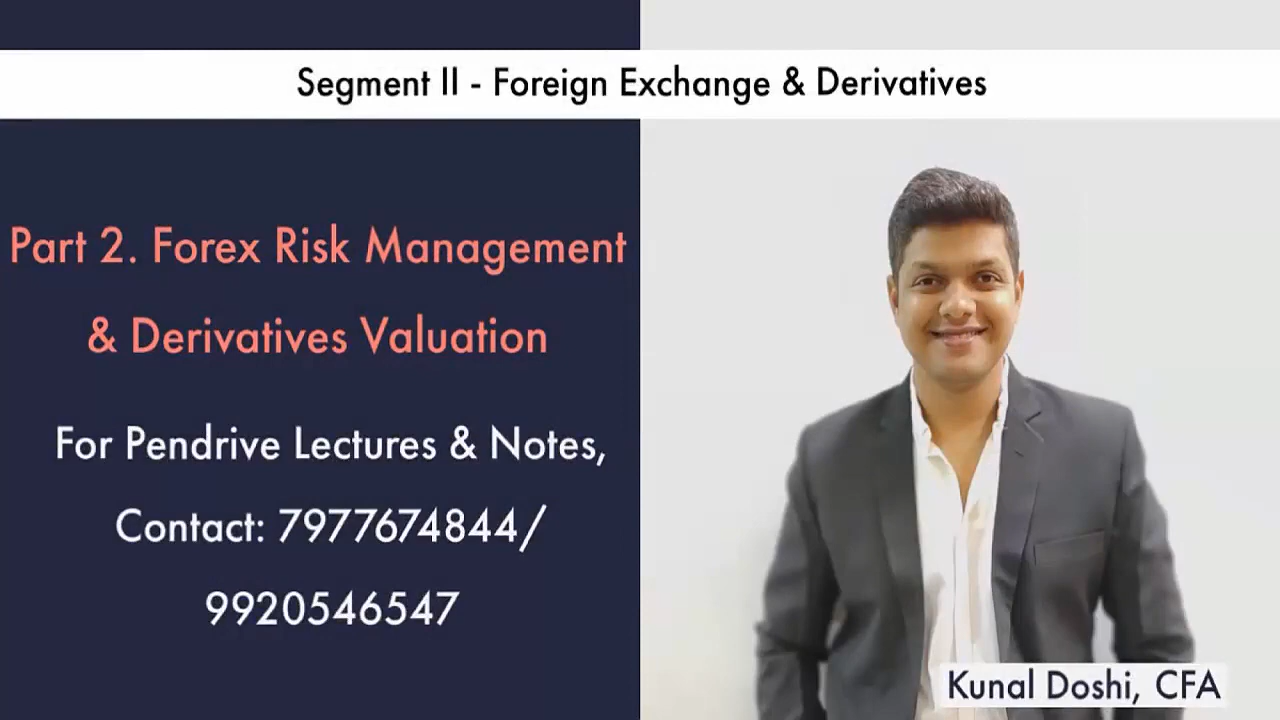 Segment II - Foreign Exchange & Derivatives
Part 2. Forex Risk Management
& Derivatives Valuation
For Pendrive Lectures & Notes,
Contact: 7977674844/
9920546547
Kunal Doshi, CFA